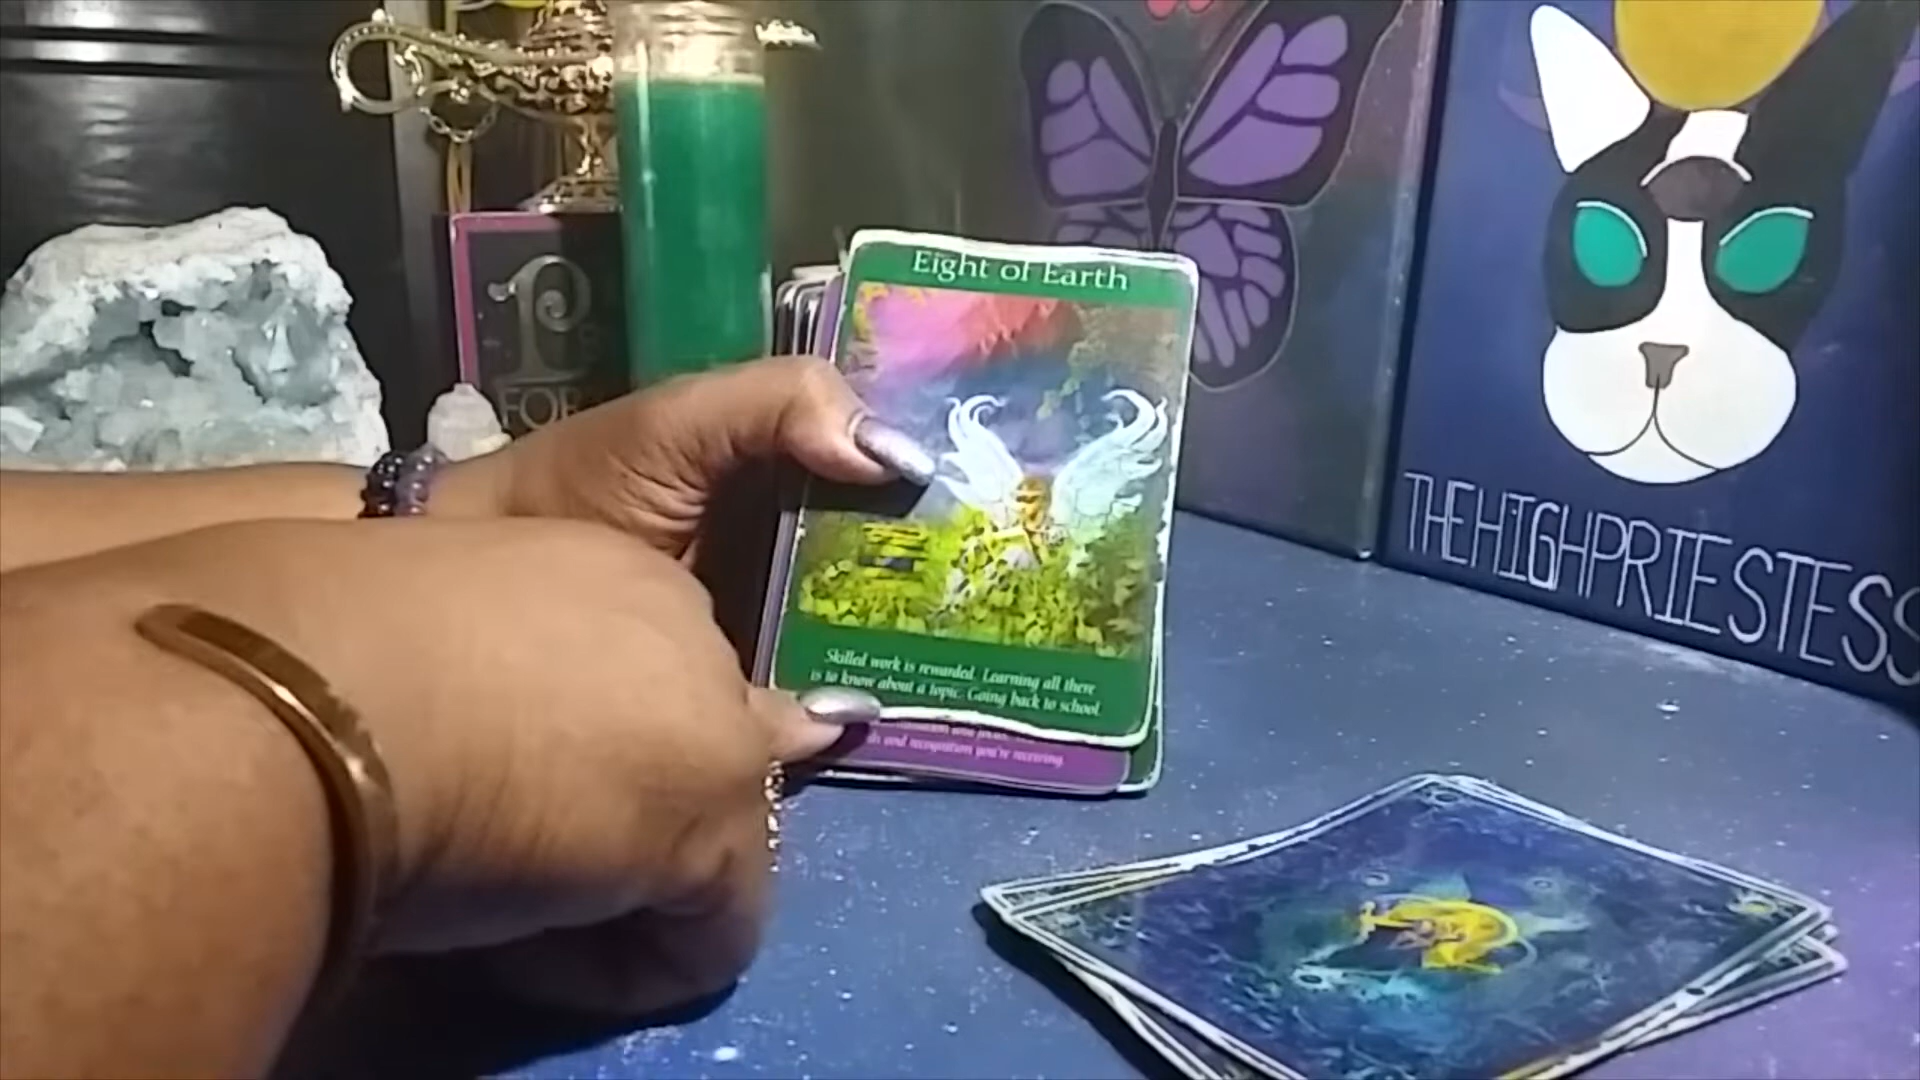 Eight of Earth
Skilled work is rewarded. Learning all there
is to know about a topic. Going back to school.
and recognition you're receiving.
FOR
THEHIGHPRIESTESS